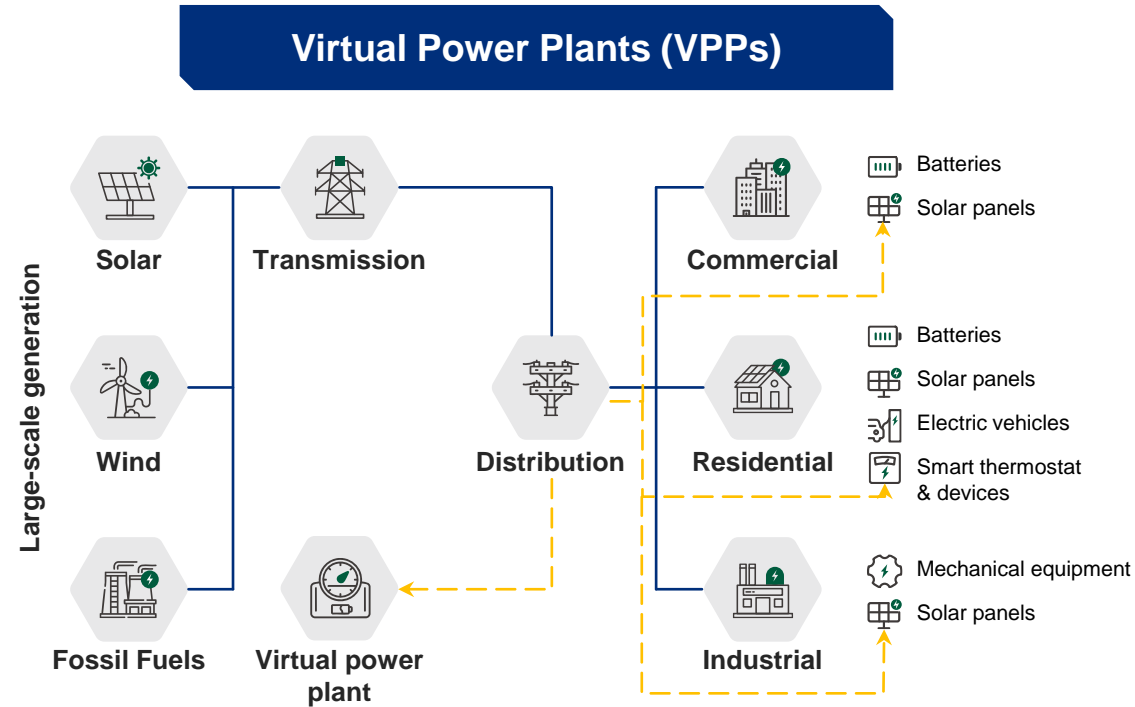 Virtual Power Plants (VPPs)
Large-scale generation
Solar
Transmission
Commercial
Batteries
Solar panels
Wind
Distribution
Residential
Batteries
Solar panels
Electric vehicles
Smart thermostat
& devices
Fossil Fuels
Virtual power
plant
Industrial
Mechanical equipment
Solar panels